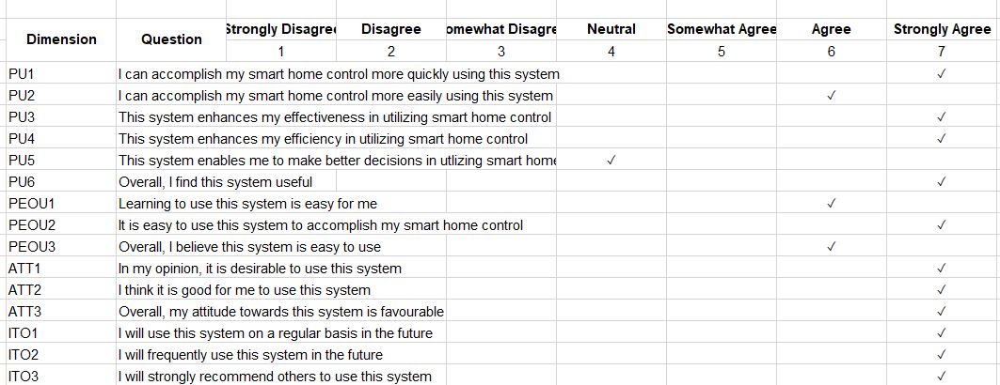 Dimension Question Strongly Disagree Disagree Somewhat Disagre Neutral Somewhat Agree Agree Strongly Agree
1 2 3 4 5 6 7
PU1 I can accomplish my smart home control more quickly using this system ✓
PU2 I can accomplish my smart home control more easily using this system ✓
PU3 This system enhances my effectiveness in utilizing smart home control ✓
PU4 This system enhances my efficiency in utilizing smart home control ✓
PU5 This system enables me to make better decisions in utlizing smart home ✓
PU6 Overall, I find this system useful ✓
PEOU1 Learning to use this system is easy for me ✓
PEOU2 It is easy to use this system to accomplish my smart home control ✓
PEOU3 Overall, I believe this system is easy to use ✓
ATT1 In my opinion, it is desirable to use this system ✓
ATT2 I think it is good for me to use this system ✓
ATT3 Overall, my attitude towards this system is favourable ✓
ITO1 I will use this system on a regular basis in the future ✓
ITO2 I will frequently use this system in the future ✓
ITO3 I will strongly recommend others to use this system ✓